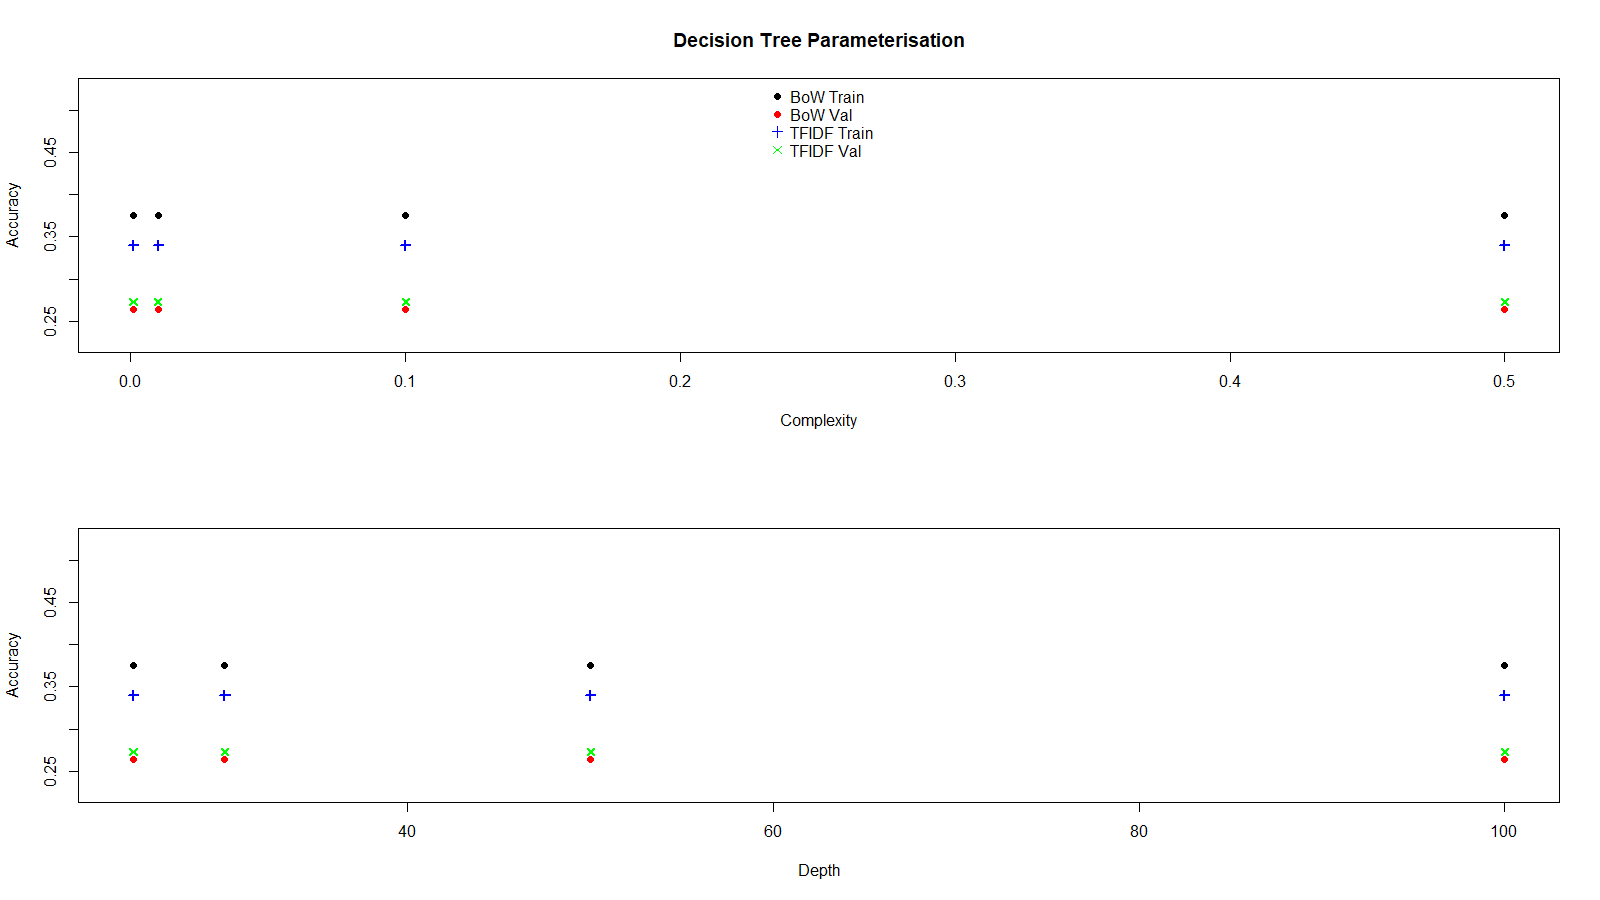 Decision Tree Parameterisation
BoW Train
BoW Val
TFIDF Train
TFIDF Val
Accuracy
0.45
0.35
0.25
0.0 0.1 0.2 0.3 0.4 0.5
Complexity
Accuracy
0.45
0.35
0.25
40 60 80 100
Depth